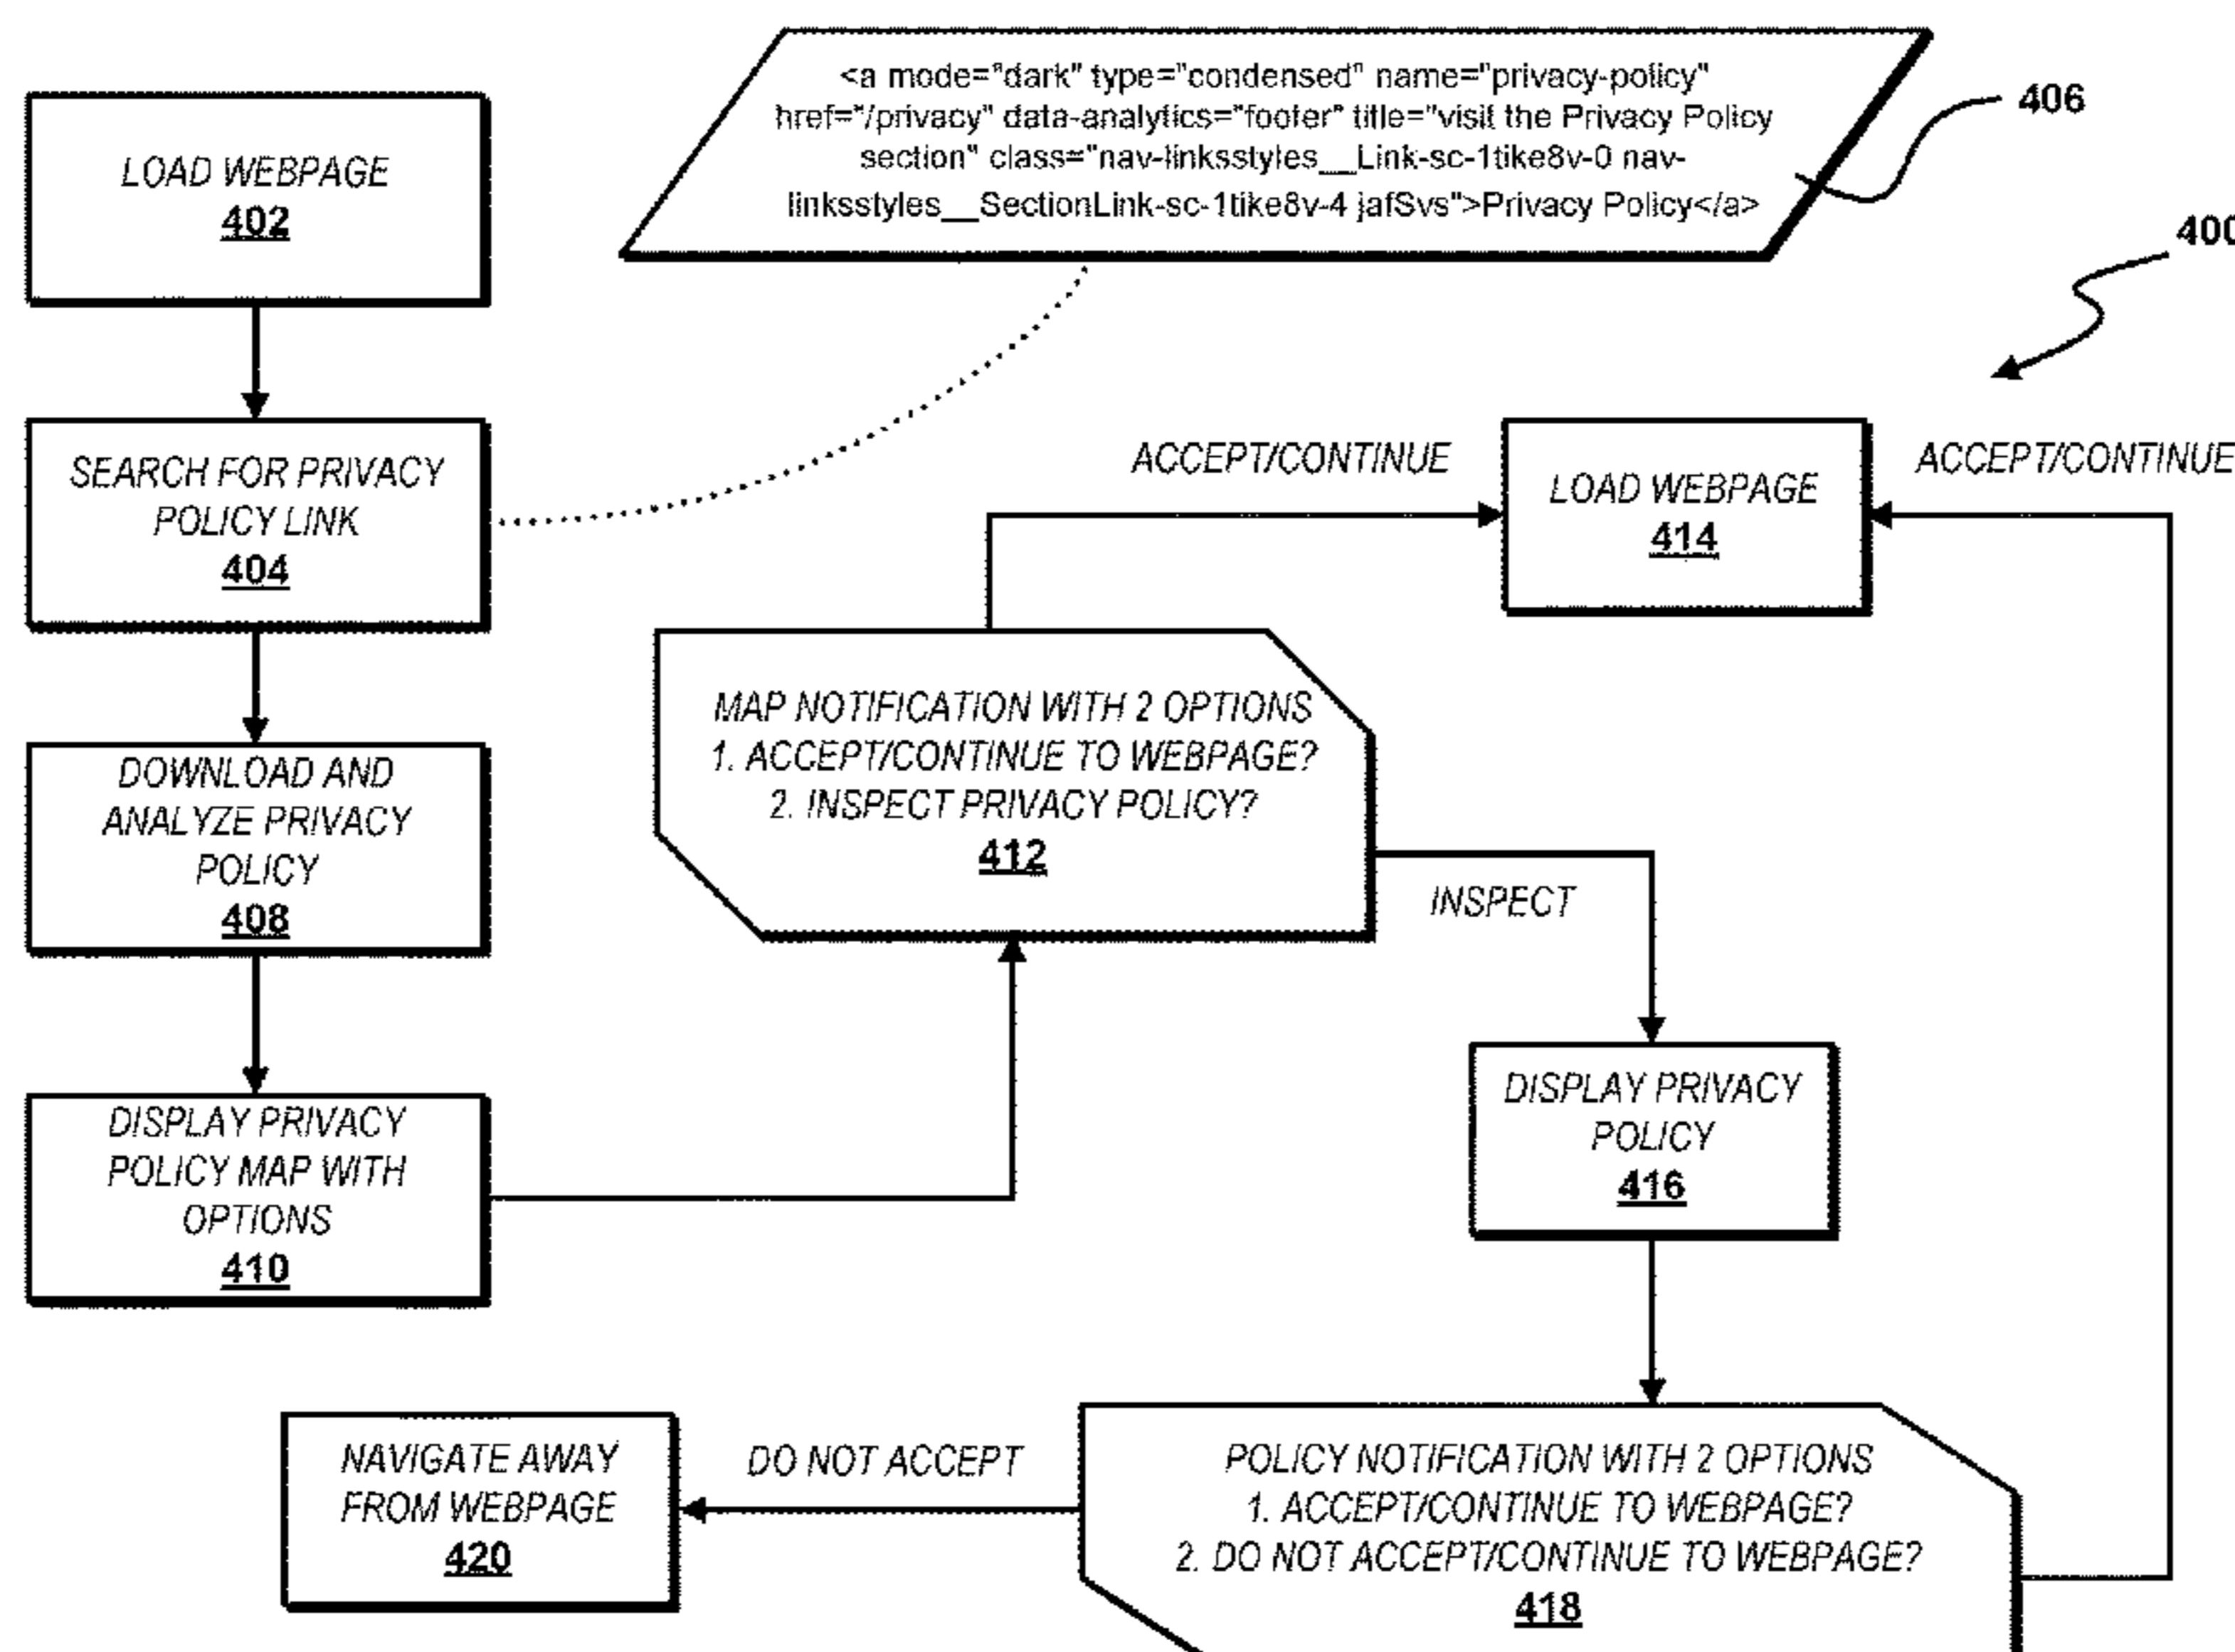 <a mode="dark" type="condensed" name="privacy-policy"
href="/privacy" data-analytics="footer" title="visit the Privacy Policy
section" class="nav-linksstyles__Link-sc-1tike8v-0 nav-
linksstyles__SectionLink-sc-1tike8v-4 jafSvs">Privacy Policy</a>
406
400
LOAD WEBPAGE
402
SEARCH FOR PRIVACY
POLICY LINK
404
DOWNLOAD AND
ANALYZE PRIVACY
POLICY
408
DISPLAY PRIVACY
POLICY MAP WITH
OPTIONS
410
MAP NOTIFICATION WITH 2 OPTIONS
1. ACCEPT/CONTINUE TO WEBPAGE?
2. INSPECT PRIVACY POLICY?
412
ACCEPT/CONTINUE
LOAD WEBPAGE
414
ACCEPT/CONTINUE
INSPECT
DISPLAY PRIVACY
POLICY
416
POLICY NOTIFICATION WITH 2 OPTIONS
1. ACCEPT/CONTINUE TO WEBPAGE?
2. DO NOT ACCEPT/CONTINUE TO WEBPAGE?
418
DO NOT ACCEPT
NAVIGATE AWAY
FROM WEBPAGE
420